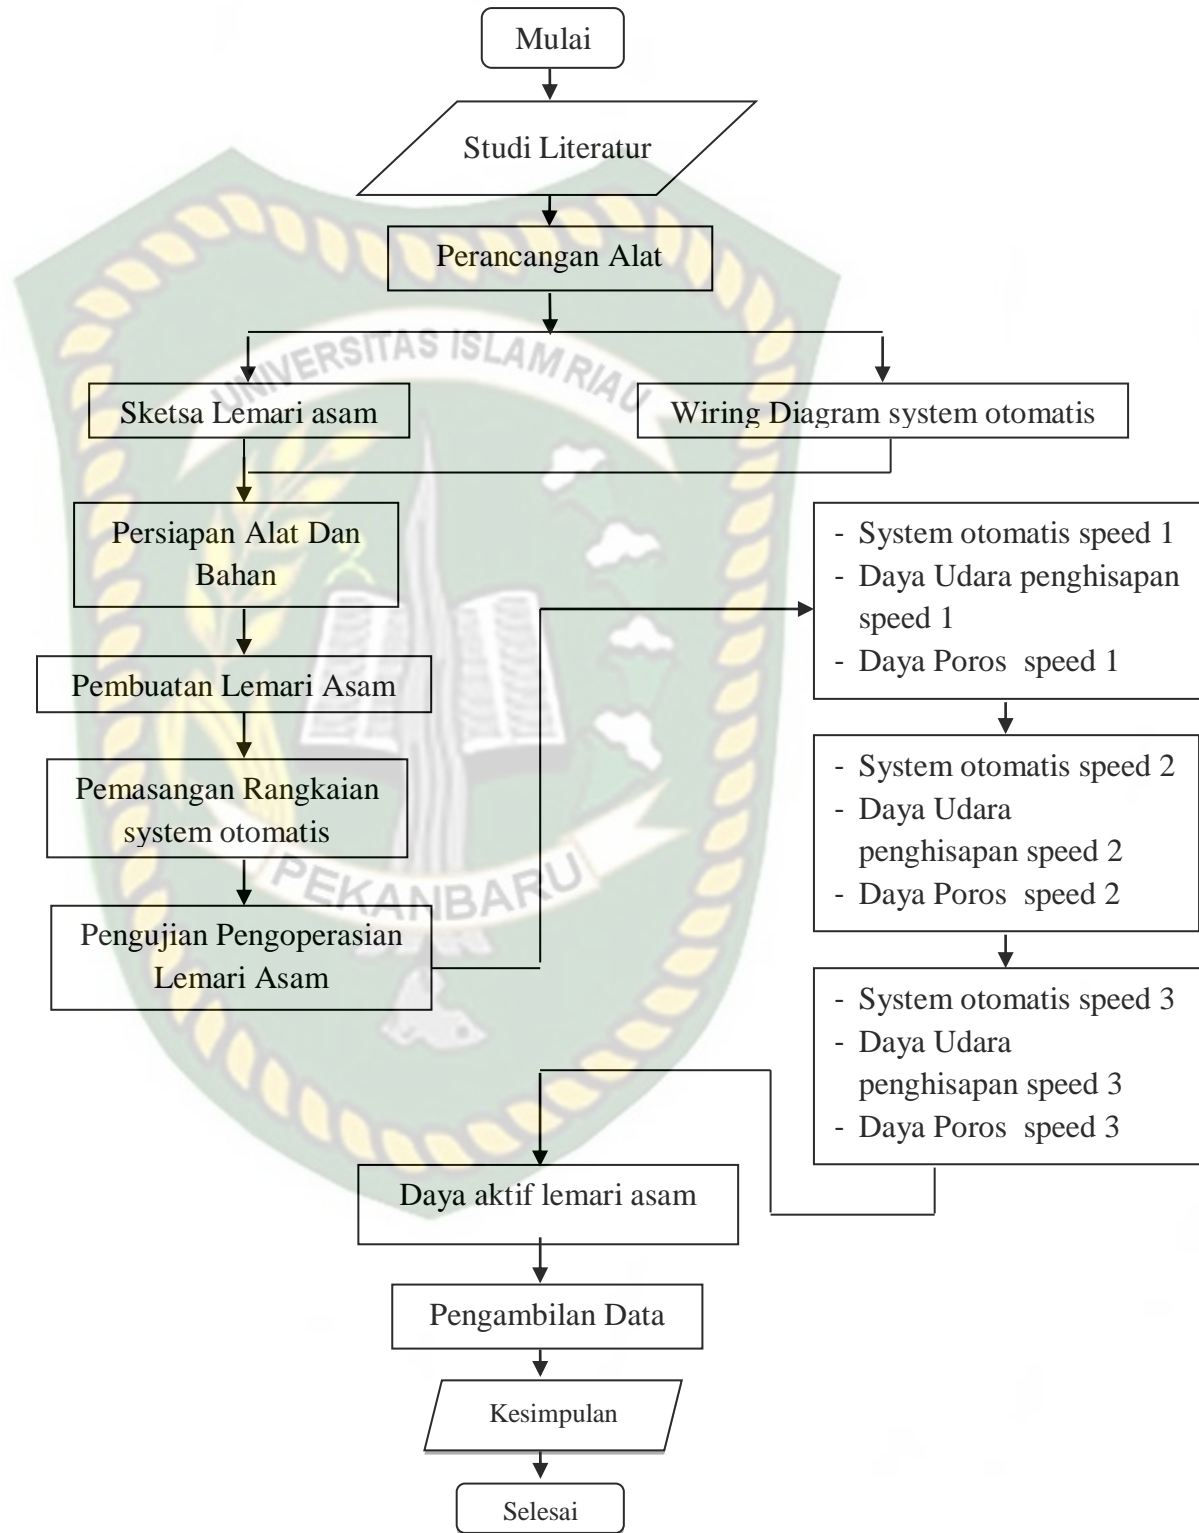 Mulai
Studi Literatur
Perancangan Alat
UNIVERSITAS ISLAM RIAU
Sketsa Lemari asam
Wiring Diagram system otomatis
Persiapan Alat Dan
Bahan
Pembuatan Lemari Asam
Pemasangan Rangkaian
system otomatis
PEKANBARU
Pengujian Pengoperasian
Lemari Asam
- System otomatis speed 1
- Daya Udara penghisapan
speed 1
- Daya Poros speed 1
- System otomatis speed 2
- Daya Udara
penghisapan speed 2
- Daya Poros speed 2
- System otomatis speed 3
- Daya Udara
penghisapan speed 3
- Daya Poros speed 3
Daya aktif lemari asam
Pengambilan Data
Kesimpulan
Selesai